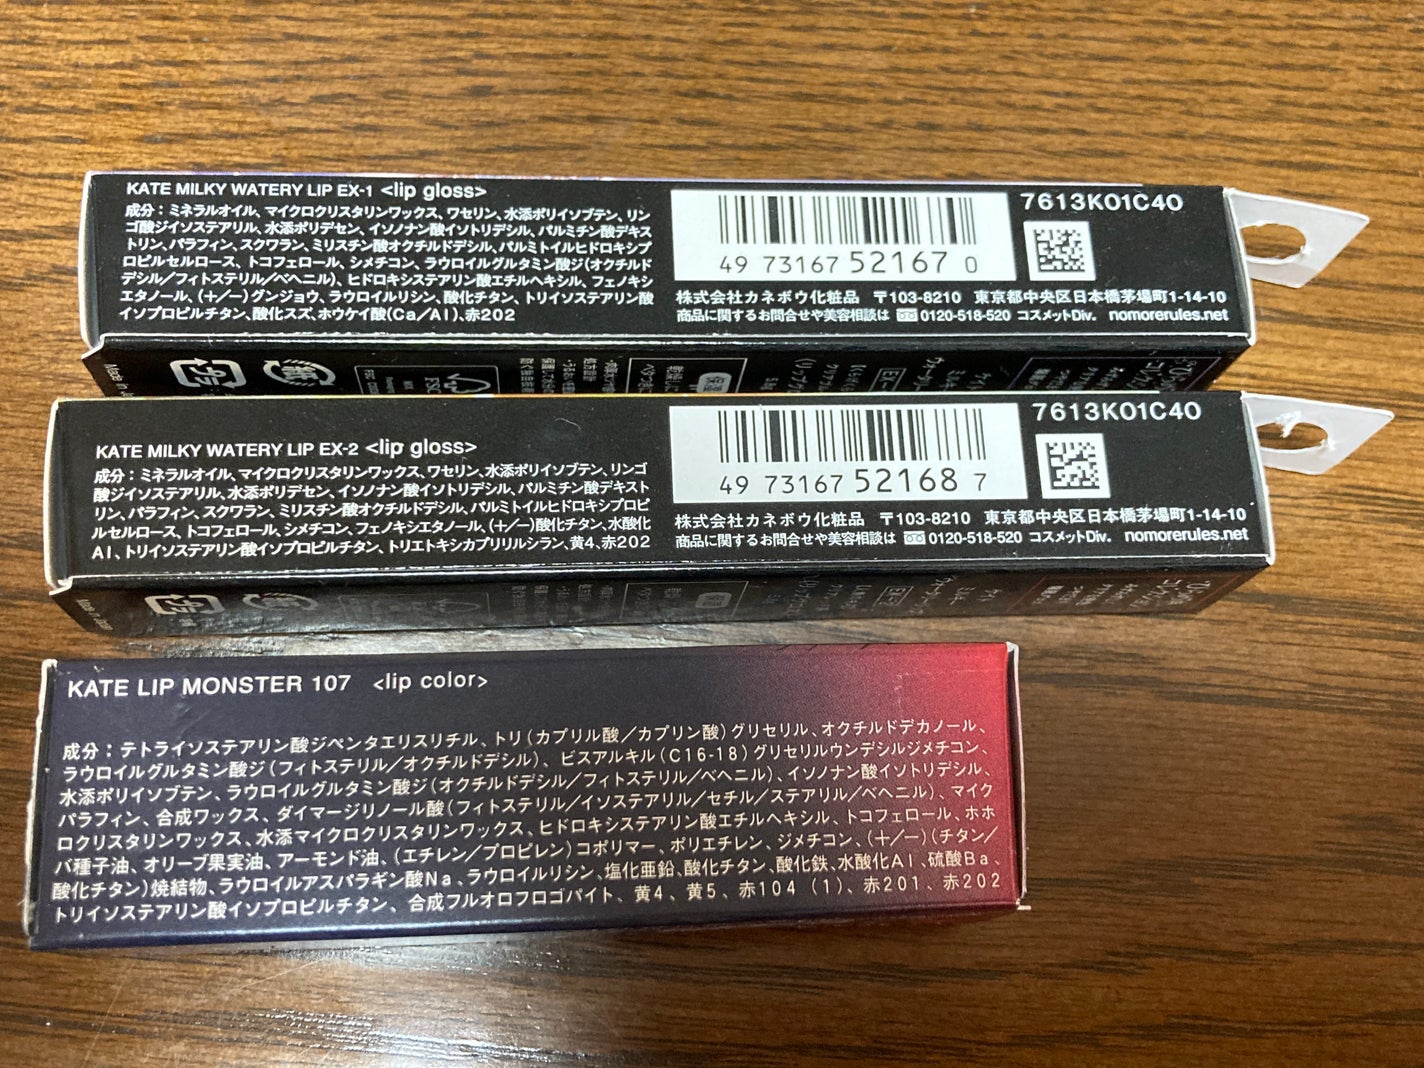 KATE MILKY WATERY LIP EX-1 <lip gloss>
成分：ミネラルオイル、マイクロクリスタリンワックス、ワセリン、水添ポリイソブテン、リン
ゴ酸ジイソステアリル、水添ポリデセン、イソノナン酸イソトリデシル、パルミチン酸デキス
トリン、パラフィン、スクワラン、ミリスチン酸オクチルドデシル、パルミトイルヒドロキシプ
ロピルセルロース、トコフェロール、シメチコン、ラウロイルグルタミン酸ジ（オクチルド
デシル／フィトステリル／ベヘニル）、ヒドロキシステアリン酸エチルヘキシル、フェノキシ
エタノール、（＋/－）グンジョウ、ラウロイルリシン、酸化チタン、トリイソステアリン酸
イソプロピルチタン、酸化スズ、ホウケイ酸（Ca／Al）、赤202
49 73167 52167 0
7613K01C40
株式会社カネボウ化粧品 〒103-8210 東京都中央区日本橋茅場町1-14-10
商品に関するお問合せや美容相談は 0120-518-520 コスメットDiv. nomorerules.net
KATE MILKY WATERY LIP EX-2 <lip gloss>
成分：ミネラルオイル、マイクロクリスタリンワックス、ワセリン、水添ポリイソブテン、リンゴ
酸ジイソステアリル、水添ポリデセン、イソノナン酸イソトリデシル、パルミチン酸デキスト
リン、パラフィン、スクワラン、ミリスチン酸オクチルドデシル、パルミトイルヒドロキシプロピ
ルセルロース、トコフェロール、シメチコン、フェノキシエタノール、（＋/－）酸化チタン、水酸化
Al、トリイソステアリン酸イソプロピルチタン、トリエトキシカプリリルシラン、黄4、赤202
49 73167 52168 7
7613K01C40
株式会社カネボウ化粧品 〒103-8210 東京都中央区日本橋茅場町1-14-10
商品に関するお問合せや美容相談は 0120-518-520 コスメットDiv. nomorerules.net
KATE LIP MONSTER 107 <lip color>
成分：テトライソステアリン酸ジペンタエリスリチル、トリ（カプリル酸／カプリン酸）グリセリル、オクチルドデカノール、
ラウロイルグルタミン酸ジ（フィトステリル／オクチルドデシル）、ビスアルキル（C16-18）グリセリルウンデシルジメチコン、
水添ポリイソブテン、ラウロイルグルタミン酸ジ（オクチルドデシル／フィトステリル／ベヘニル）、イソノナン酸イソトリデシル、
パラフィン、合成ワックス、ダイマージリノール酸（フィトステリル／イソステアリル／セチル／ステアリル／ベヘニル）、マイク
ロクリスタリンワックス、水添マイクロクリスタリンワックス、ヒドロキシステアリン酸エチルヘキシル、トコフェロール、ホホ
バ種子油、オリーブ果実油、アーモンド油、（エチレン／プロピレン）コポリマー、ポリエチレン、ジメチコン、（＋/－）（チタン／
酸化チタン）焼結物、ラウロイルアスパラギン酸Na、ラウロイルリシン、塩化亜鉛、酸化チタン、酸化鉄、水酸化Al、硫酸Ba、
トリイソステアリン酸イソプロピルチタン、合成フルオロフロゴパイト、黄4、黄5、赤104（1）、赤201、赤202